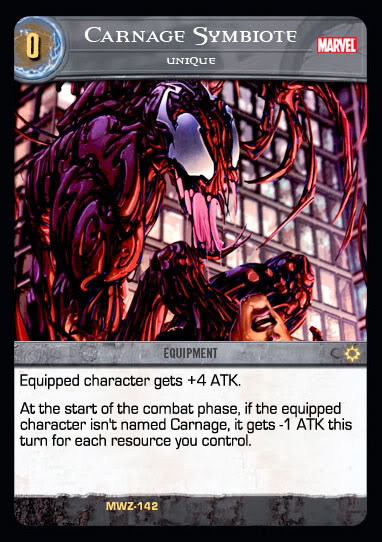 0
Carnage Symbiote
MARVEL
UNIQUE
EQUIPMENT
C
Equipped character gets +4 ATK.
At the start of the combat phase, if the equipped
character isn't named Carnage, it gets -1 ATK this
turn for each resource you control.
MWZ-142